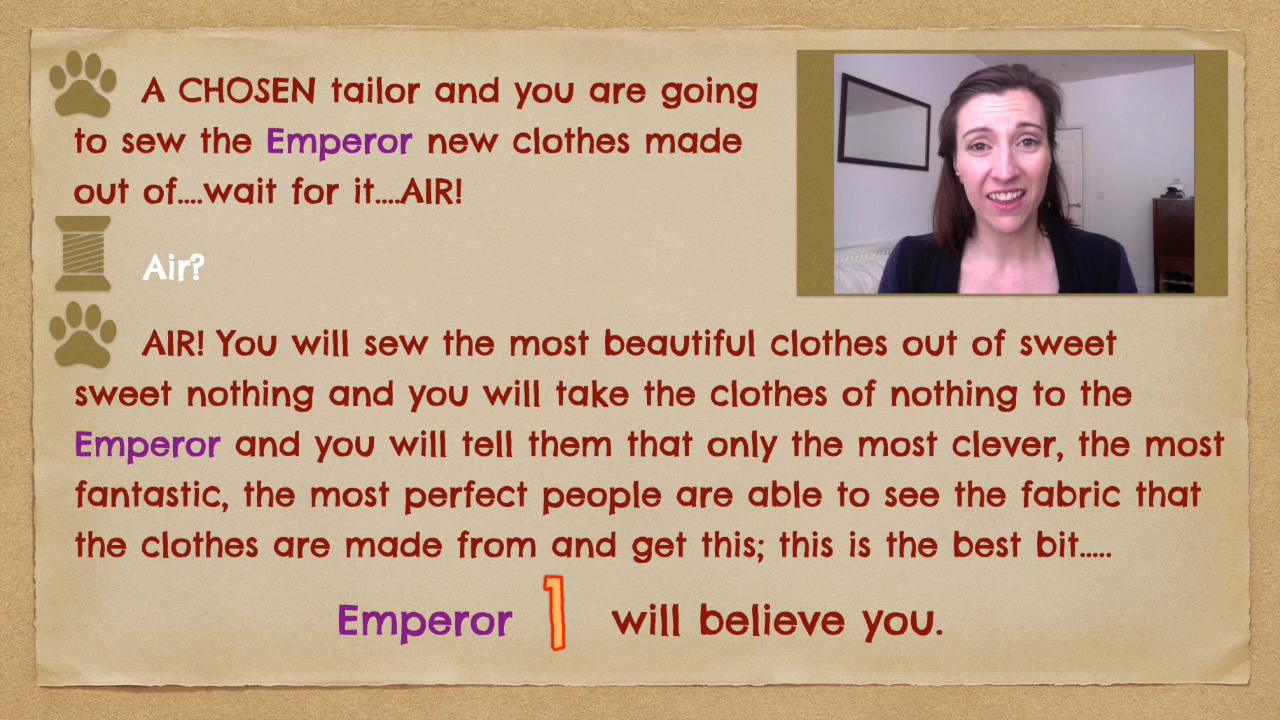 A CHOSEN tailor and you are going
to sew the Emperor new clothes made
out of....wait for it....AIR!
Air?
AIR! You will sew the most beautiful clothes out of sweet
sweet nothing and you will take the clothes of nothing to the
Emperor and you will tell them that only the most clever, the most
fantastic, the most perfect people are able to see the fabric that
the clothes are made from and get this; this is the best bit.....
Emperor 1 will believe you.